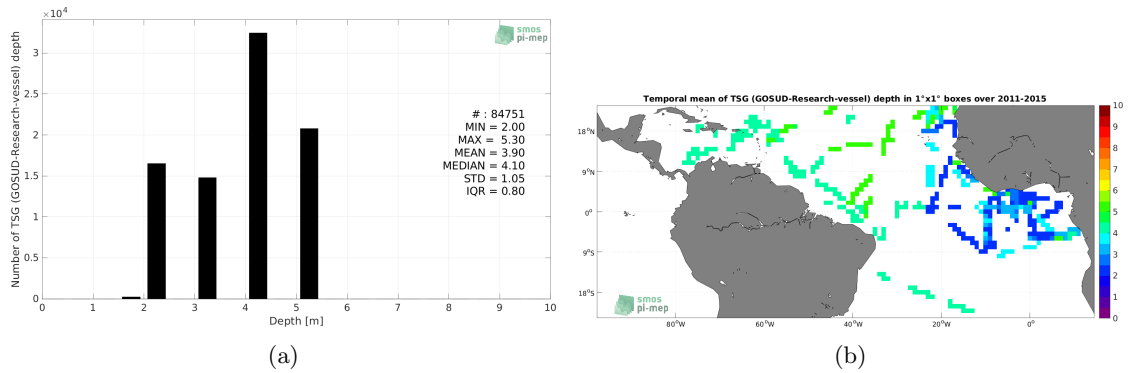 ×10⁴
Number of TSG (GOSUD-Research-vessel) depth
3
2.5
2
1.5
1
0.5
0
0 1 2 3 4 5 6 7 8 9 10
Depth [m]
smos
pi-mep
# : 84751
MIN = 2.00
MAX = 5.30
MEAN = 3.90
MEDIAN = 4.10
STD = 1.05
IQR = 0.80
(a)
Temporal mean of TSG (GOSUD-Research-vessel) depth in 1°x1° boxes over 2011-2015
18°N
9°N
0°
9°S
18°S
80°W 60°W 40°W 20°W 0°
smos
pi-mep
10
9
8
7
6
5
4
3
2
1
0
(b)